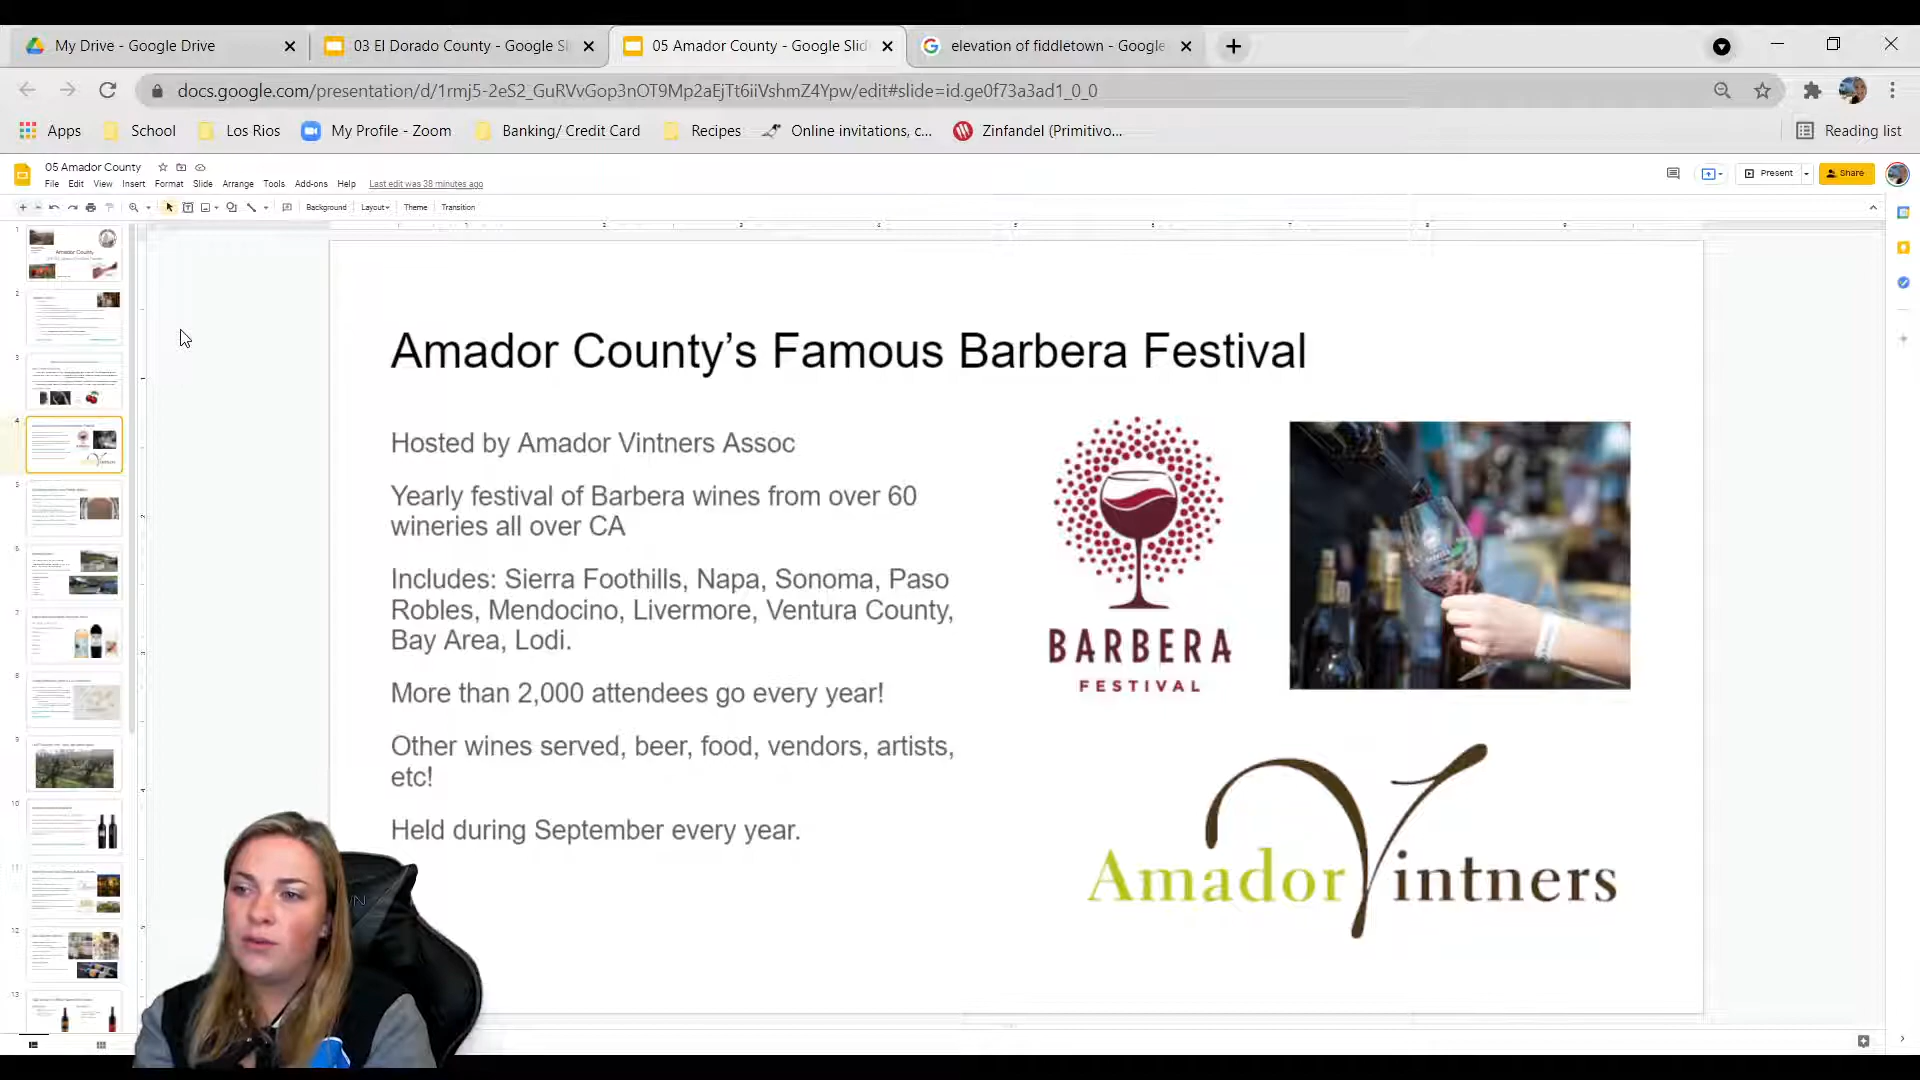 My Drive - Google Drive
03 El Dorado County - Google Sl
05 Amador County - Google Slid
elevation of fiddletown - Google
docs.google.com/presentation/d/1rmj5-2eS2_GuRVvGop3nOT9Mp2aEjTt6iiVshmZ4Ypw/edit#slide=id.ge0f73a3ad1_0_0
Apps
School
Los Rios
My Profile - Zoom
Banking/ Credit Card
Recipes
Online invitations, c...
Zinfandel (Primitivo...
Reading list
05 Amador County
File Edit View Insert Format Slide Arrange Tools Add-ons Help Last edit was 38 minutes ago
Present
Share
Background Layout Theme Transition
Amador County’s Famous Barbera Festival
Hosted by Amador Vintners Assoc
Yearly festival of Barbera wines from over 60
wineries all over CA
Includes: Sierra Foothills, Napa, Sonoma, Paso
Robles, Mendocino, Livermore, Ventura County,
Bay Area, Lodi.
More than 2,000 attendees go every year!
Other wines served, beer, food, vendors, artists,
etc!
Held during September every year.
BARBERA
FESTIVAL
Amador Vintners